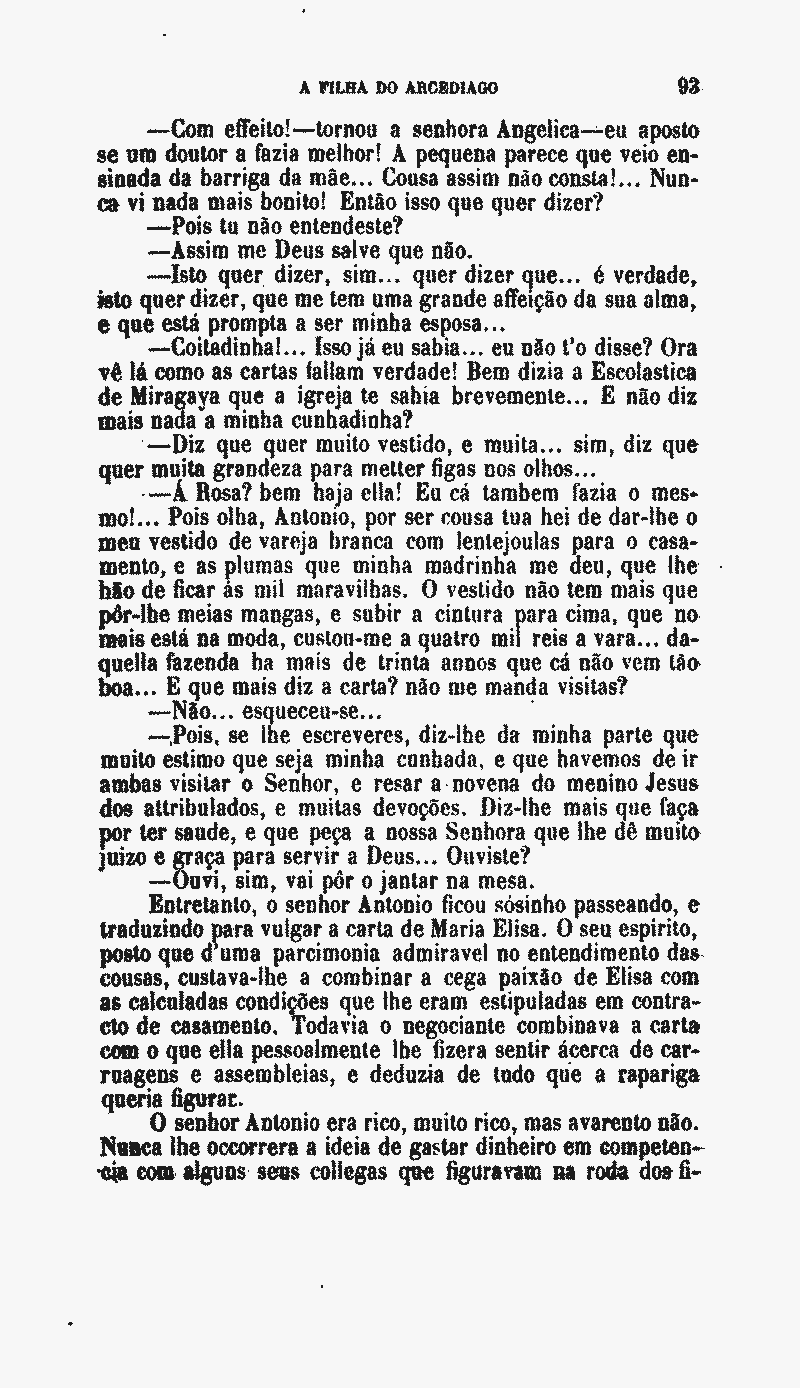 A FILHA DO ARCEDIAGO 93
—Com effeito!—tornou a senhora Angelica—eu aposto
se um doutor a fazia melhor! A pequena parece que veio en-
sinada da barriga da mãe... Cousa assim não consta!... Nun-
ca vi nada mais bonito! Então isso que quer dizer?
—Pois tu não entendeste?
—Assim me Deus salve que não.
—Isto quer dizer, sim... quer dizer que... é verdade,
isto quer dizer, que me tem uma grande affeição da sua alma,
e que está prompta a ser minha esposa...
—Coitadinha!... Isso já eu sabia... eu não t'o disse? Ora
vê lá como as cartas fallam verdade! Bem dizia a Escolastica
de Miragaya que a igreja te sahia brevemente... E não diz
mais nada a minha cunhadinha?
—Diz que quer muito vestido, e muita... sim, diz que
quer muita grandeza para metter figas nos olhos...
—Á Rosa? bem haja ella! Eu cá tambem fazia o mes-
mo!... Pois olha, Antonio, por ser cousa tua hei de dar-lhe o
meu vestido de vareja branca com lentejoulas para o casa-
mento, e as plumas que minha madrinha me deu, que lhe
hão de ficar ás mil maravilhas. O vestido não tem mais que
pôr-lhe meias mangas, e subir a cintura para cima, que no
mais está na moda, custou-me a quatro mil reis a vara... da-
quella fazenda ha mais de trinta annos que cá não vem tão
boa... E que mais diz a carta? não me manda visitas?
—Não... esqueceu-se...
—Pois, se lhe escreveres, diz-lhe da minha parte que
muito estimo que seja minha cunhada, e que havemos de ir
ambas visitar o Senhor, e resar a novena do menino Jesus
dos attribulados, e muitas devoções. Diz-lhe mais que faça
por ter saude, e que peça a nossa Senhora que lhe dê muito
juizo e graça para servir a Deus... Ouviste?
—Ouvi, sim, vai pôr o jantar na mesa.
Entretanto, o senhor Antonio ficou sósinho passeando, e
traduzindo para vulgar a carta de Maria Elisa. O seu espirito,
posto que d'uma parcimonia admiravel no entendimento das
cousas, custava-lhe a combinar a cega paixão de Elisa com
as calculadas condições que lhe eram estipuladas em contra-
cto de casamento. Todavia o negociante combinava a carta
com o que ella pessoalmente lhe fizera sentir ácerca de car-
ruagens e assembleias, e deduzia de tudo que a rapariga
queria figurar.
O senhor Antonio era rico, muito rico, mas avarento não.
Nunca lhe occorrera a ideia de gastar dinheiro em competen-
cia com alguns seus collegas que figuravam na roda dos fi-